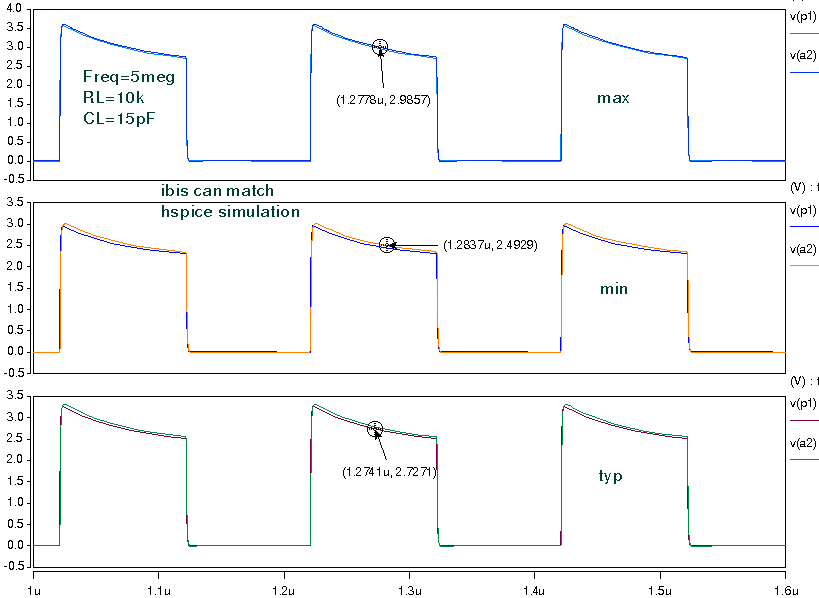 4.0
3.5
3.0
2.5
2.0
1.5
1.0
0.5
0.0
-0.5
Freq=5meg
RL=10k
CL=15pF
(1.2778u, 2.9857)
max
v(p1)
v(a2)
ibis can match
hspice simulation
(V) : t
3.5
3.0
2.5
2.0
1.5
1.0
0.5
0.0
-0.5
(1.2837u, 2.4929)
min
v(p1)
v(a2)
(V) : t
3.5
3.0
2.5
2.0
1.5
1.0
0.5
0.0
-0.5
(1.2741u, 2.7271)
typ
v(p1)
v(a2)
1u 1.1u 1.2u 1.3u 1.4u 1.5u 1.6u